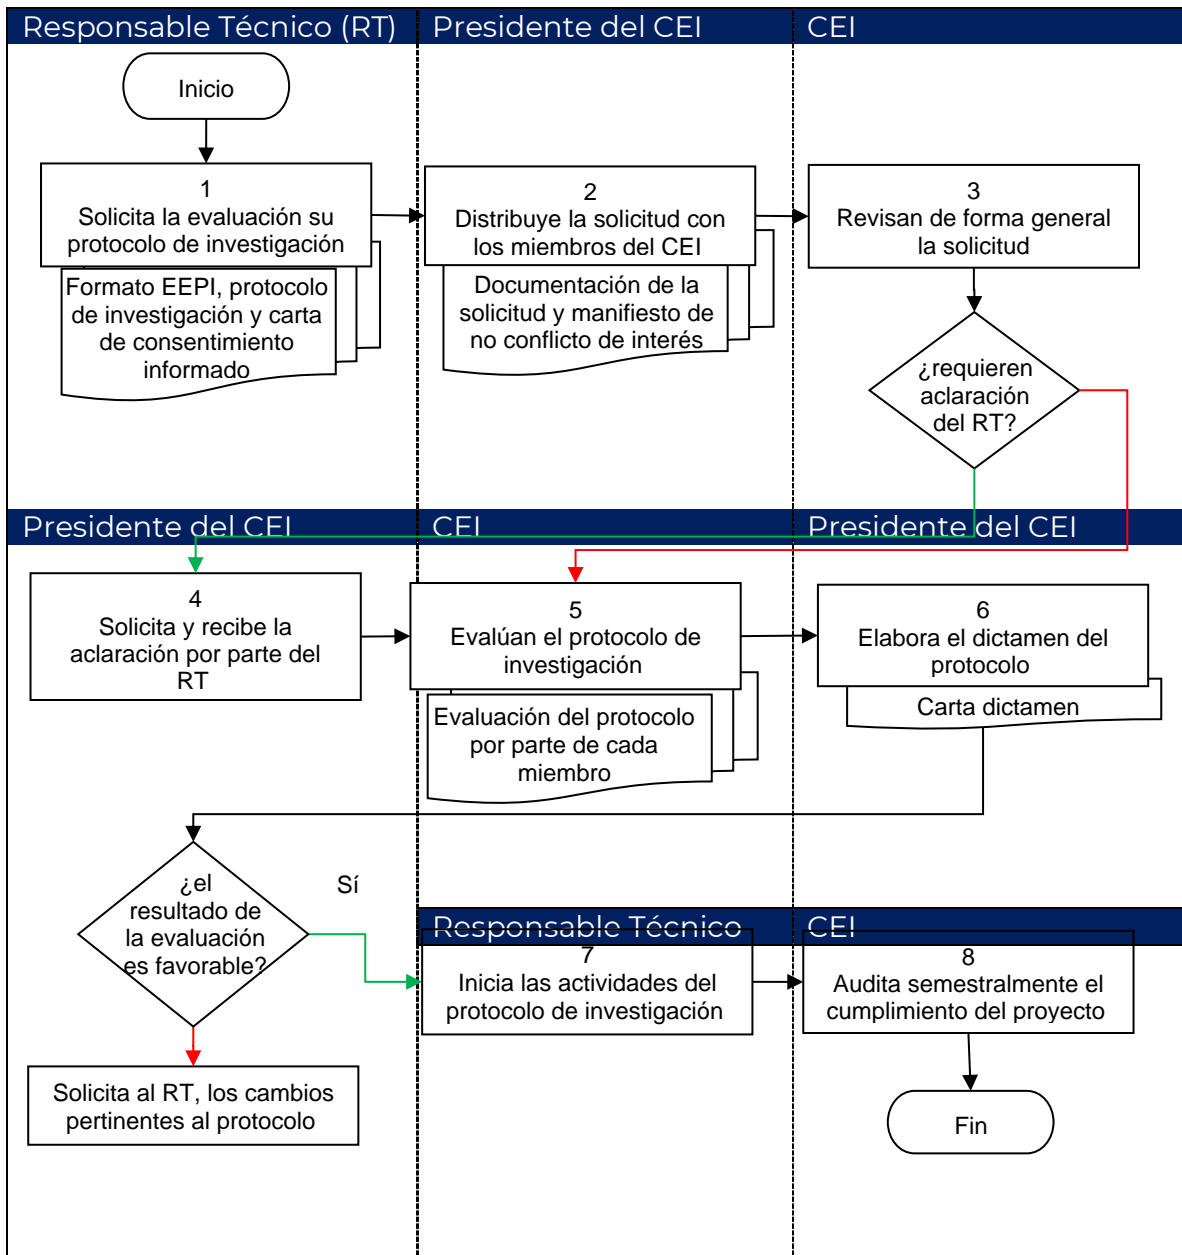 Responsable Técnico (RT)
Presidente del CEI
CEI
Inicio
1
Solicita la evaluación su
protocolo de investigación
Formato EEPI, protocolo
de investigación y carta
de consentimiento
informado
2
Distribuye la solicitud con
los miembros del CEI
Documentación de la
solicitud y manifiesto de
no conflicto de interés
3
Revisan de forma general
la solicitud
¿requieren
aclaración
del RT?
Presidente del CEI
CEI
Presidente del CEI
4
Solicita y recibe la
aclaración por parte del
RT
5
Evalúan el protocolo de
investigación
Evaluación del protocolo
por parte de cada
miembro
6
Elabora el dictamen del
protocolo
Carta dictamen
¿el
resultado de
la evaluación
es favorable?
Sí
Responsable Técnico
CEI
7
Inicia las actividades del
protocolo de investigación
8
Audita semestralmente el
cumplimiento del proyecto
Solicita al RT, los cambios
pertinentes al protocolo
Fin